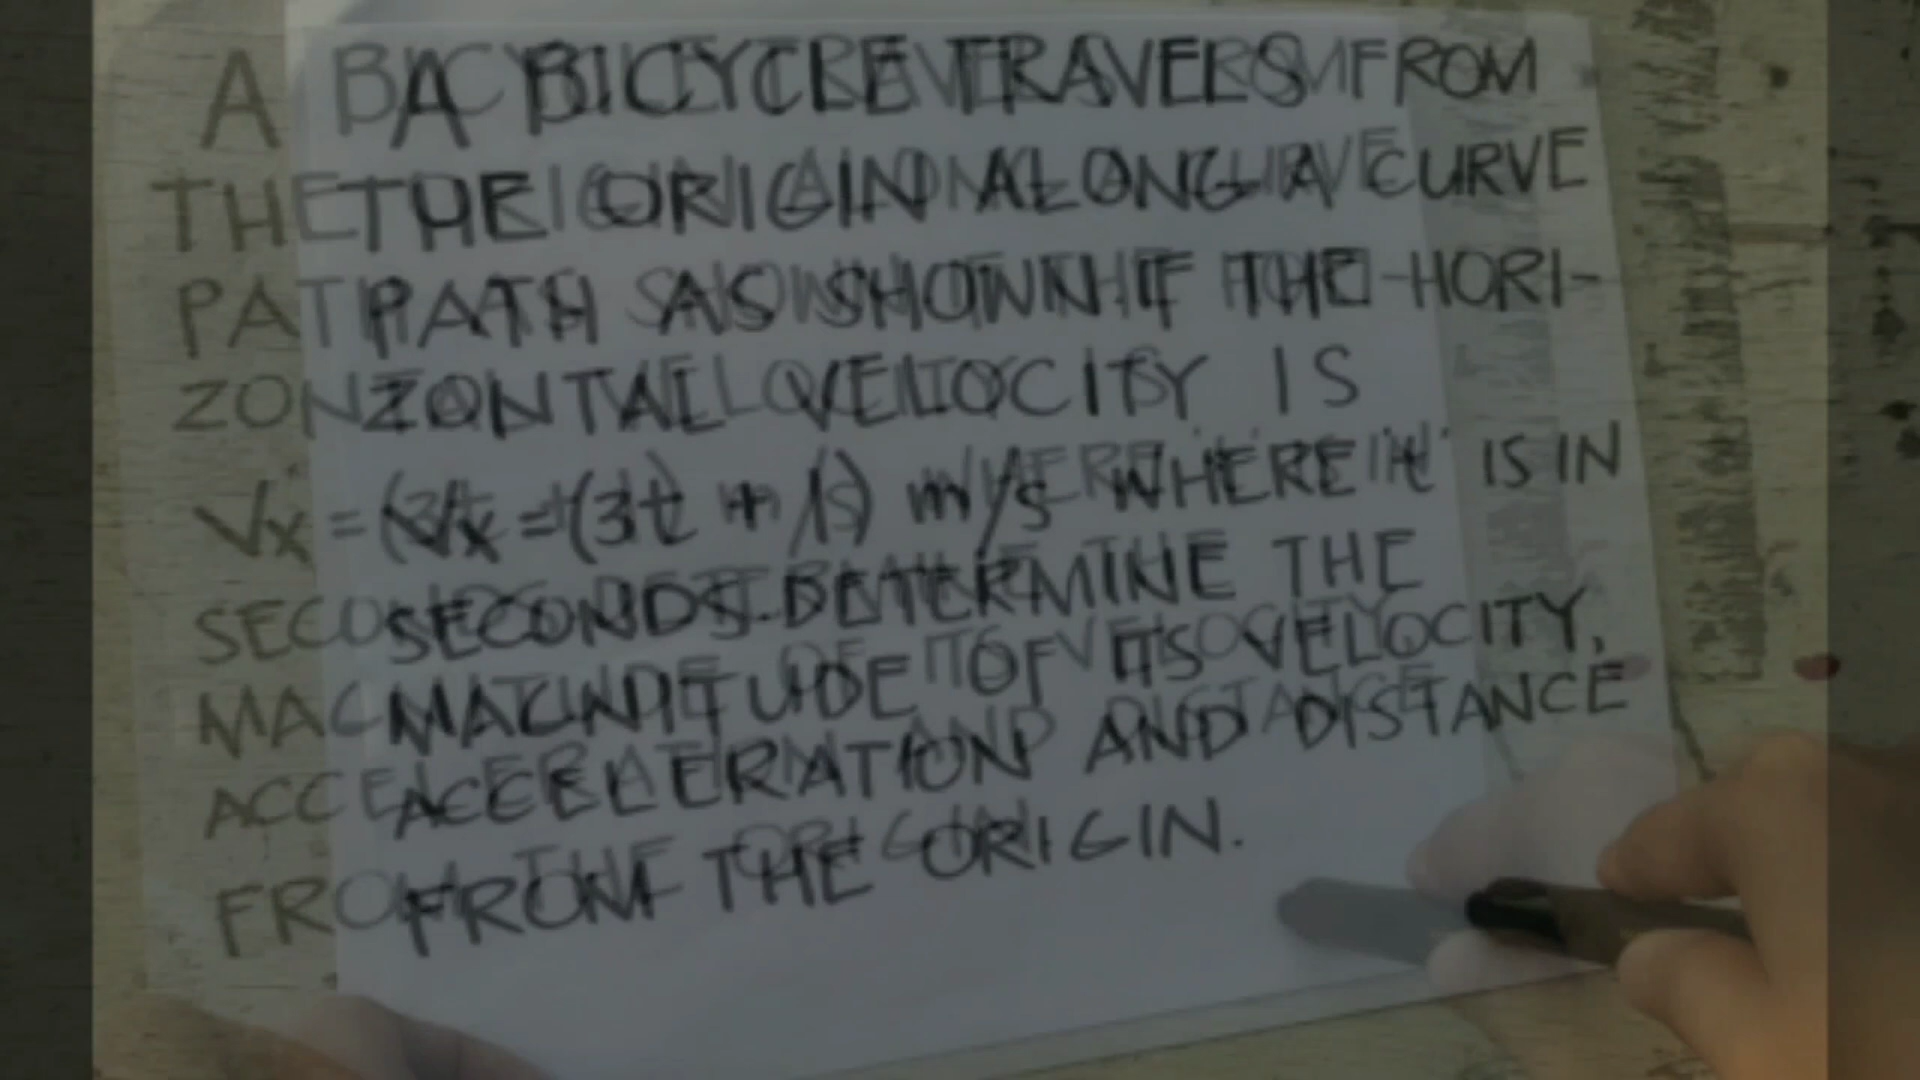 A BICYCLE TRAVELS FROM
THE ORIGIN ALONG A CURVE
PATH AS SHOWN. IF THE HORI-
ZONTAL VELOCITY IS
Vx = (3t + 1) m/s WHERE 't' IS IN
SECONDS. DETERMINE THE
MAGNITUDE OF ITS VELOCITY,
ACCELERATION AND DISTANCE
FROM THE ORIGIN.